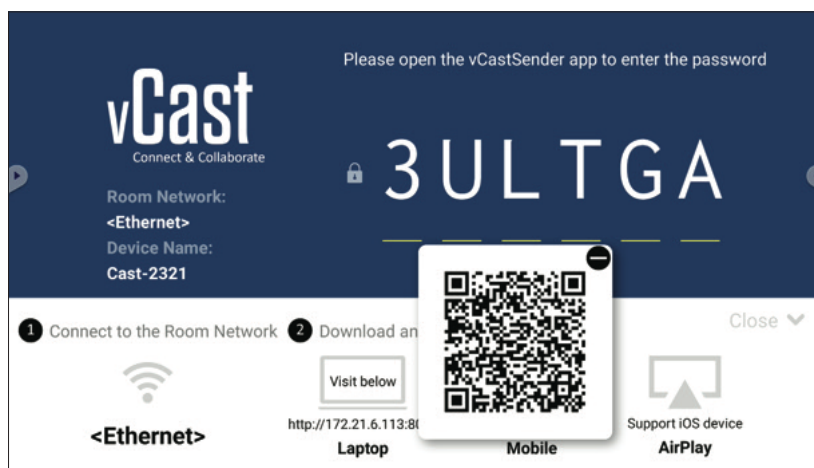 Please open the vCastSender app to enter the password
vCast
Connect & Collaborate
3ULTGA
Room Network:
<Ethernet>
Device Name:
Cast-2321
1 Connect to the Room Network
2 Download an
Close
Visit below
http://172.21.6.113:80
Support iOS device
<Ethernet>
Laptop
Mobile
AirPlay